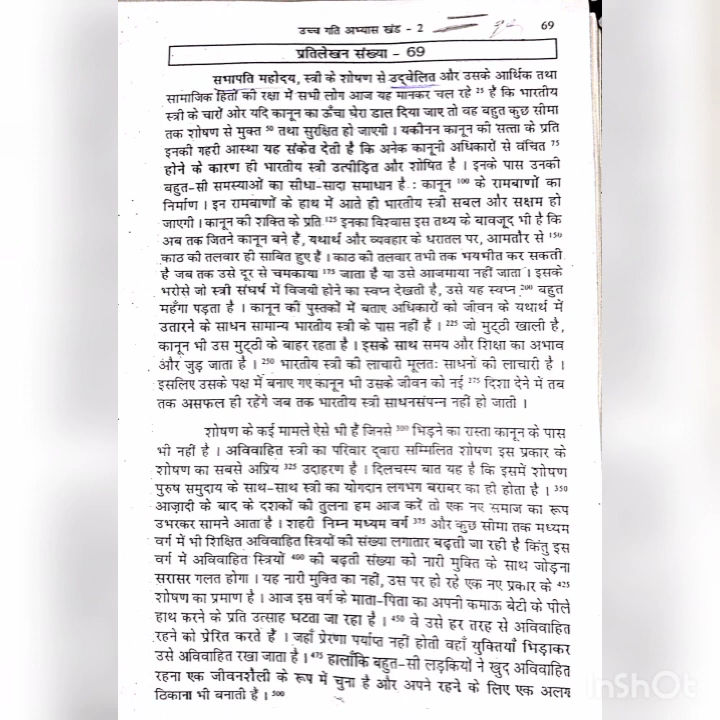 उच्च गति अभ्यास खंड - 2
69
प्रतिलेखन संख्या - 69
सभापति महोदय, स्त्री के शोषण से उद्वेलित और उसके आर्थिक तथा
सामाजिक हितों की रक्षा में सभी लोग आज यह मानकर चल रहे 25 हैं कि भारतीय
स्त्री के चारों ओर यदि कानून का ऊँचा घेरा डाल दिया जाए तो वह बहुत कुछ सीमा
तक शोषण से मुक्त 50 तथा सुरक्षित हो जाएगी । यकीनन कानून की सत्ता के प्रति
इनकी गहरी आस्था यह संकेत देती है कि अनेक कानूनी अधिकारों से वंचित 75
होने के कारण ही भारतीय स्त्री उत्पीड़ित और शोषित है । इनके पास उनकी
बहुत-सी समस्याओं का सीधा-सादा समाधान है : कानून 100 के रामबाणों का
निर्माण । इन रामबाणों के हाथ में आते ही भारतीय स्त्री सबल और सक्षम हो
जाएगी । कानून की शक्ति के प्रति 125 इनका विश्वास इस तथ्य के बावजूद भी है कि
अब तक जितने कानून बने हैं, यथार्थ और व्यवहार के धरातल पर, आमतौर से 150
काठ की तलवार ही साबित हुए हैं । काठ की तलवार तभी तक भयभीत कर सकती
है जब तक उसे दूर से चमकाया 175 जाता है या उसे आजमाया नहीं जाता । इसके
भरोसे जो स्त्री संघर्ष में विजयी होने का स्वप्न देखती है, उसे यह स्वप्न 200 बहुत
महँगा पड़ता है । कानून की पुस्तकों में बताए अधिकारों को जीवन के यथार्थ में
उतारने के साधन सामान्य भारतीय स्त्री के पास नहीं हैं । 225 जो मुट्ठी खाली है,
कानून भी उस मुट्ठी के बाहर रहता है । इसके साथ समय और शिक्षा का अभाव
और जुड़ जाता है । 250 भारतीय स्त्री की लाचारी मूलतः साधनों की लाचारी है ।
इसलिए उसके पक्ष में बनाए गए कानून भी उसके जीवन को नई 275 दिशा देने में तब
तक असफल ही रहेंगे जब तक भारतीय स्त्री साधनसंपन्न नहीं हो जाती ।
शोषण के कई मामले ऐसे भी हैं जिनसे 300 भिड़ने का रास्ता कानून के पास
भी नहीं है । अविवाहित स्त्री का परिवार द्वारा सम्मिलित शोषण इस प्रकार के
शोषण का सबसे अप्रिय 325 उदाहरण है । दिलचस्प बात यह है कि इसमें शोषण
पुरुष समुदाय के साथ-साथ स्त्री का योगदान लगभग बराबर का ही होता है । 350
आज़ादी के बाद के दशकों की तुलना हम आज करें तो एक नए समाज का रूप
उभरकर सामने आता है । शहरी निम्न मध्यम वर्ग 375 और कुछ सीमा तक मध्यम
वर्ग में भी शिक्षित अविवाहित स्त्रियों की संख्या लगातार बढ़ती जा रही है किंतु इस
वर्ग में अविवाहित स्त्रियों 400 की बढ़ती संख्या को नारी मुक्ति के साथ जोड़ना
सरासर गलत होगा । यह नारी मुक्ति का नहीं, उस पर हो रहे एक नए प्रकार के 425
शोषण का प्रमाण है । आज इस वर्ग के माता-पिता का अपनी कमाऊ बेटी के पीले
हाथ करने के प्रति उत्साह घटता जा रहा है । 450 वे उसे हर तरह से अविवाहित
रहने को प्रेरित करते हैं । जहाँ प्रेरणा पर्याप्त नहीं होती वहाँ युक्तियाँ भिड़ाकर
उसे अविवाहित रखा जाता है । 475 हालाँकि बहुत-सी लड़कियों ने खुद अविवाहित
रहना एक जीवनशैली के रूप में चुना है और अपने रहने के लिए एक अलग
ठिकाना भी बनाती हैं । 500
InShOt